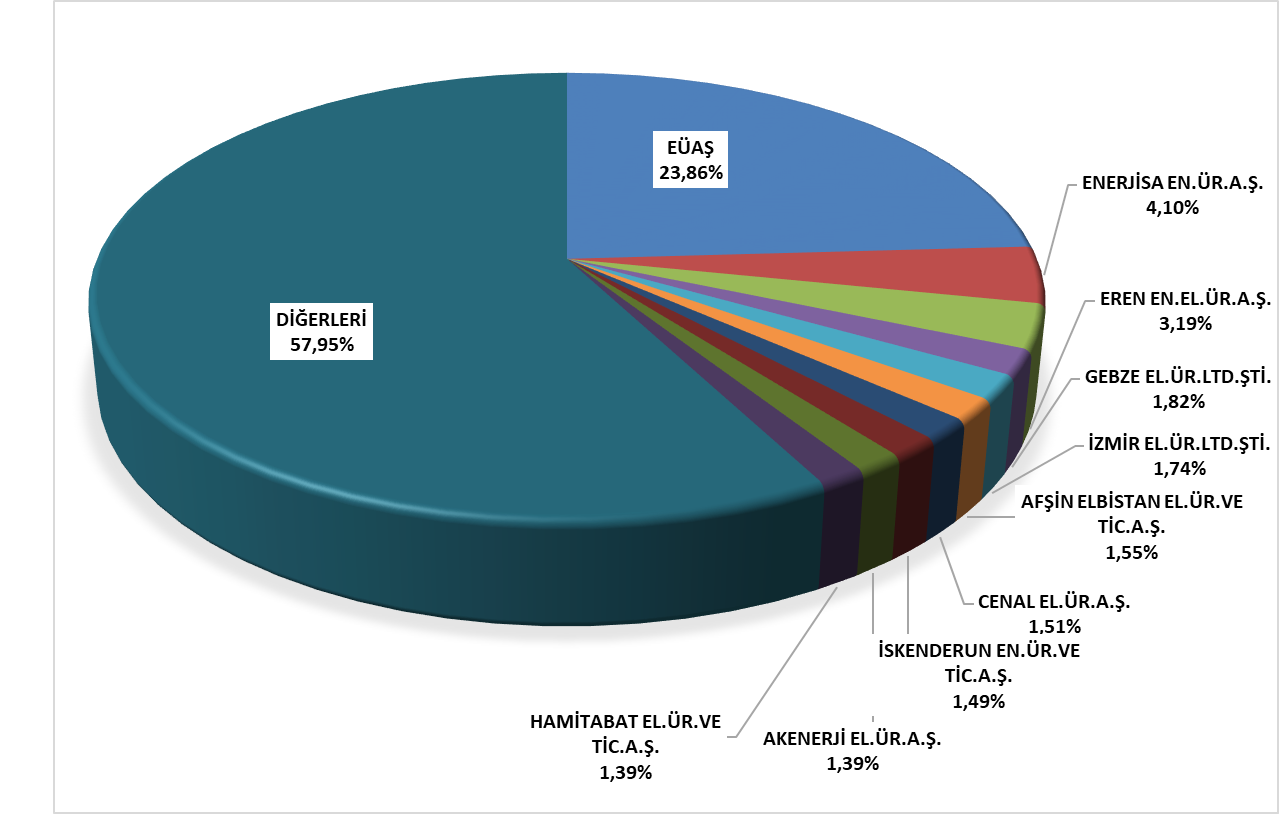 EÜAŞ
23,86%
ENERJİSA EN.ÜR.A.Ş.
4,10%
EREN EN.EL.ÜR.A.Ş.
3,19%
DİĞERLERİ
57,95%
GEBZE EL.ÜR.LTD.ŞTİ.
1,82%
İZMİR EL.ÜR.LTD.ŞTİ.
1,74%
AFŞİN ELBİSTAN EL.ÜR.VE
TİC.A.Ş.
1,55%
CENAL EL.ÜR.A.Ş.
1,51%
İSKENDERUN EN.ÜR.VE
TİC.A.Ş.
1,49%
HAMİTABAT EL.ÜR.VE
TİC.A.Ş.
1,39%
AKENERJİ EL.ÜR.A.Ş.
1,39%